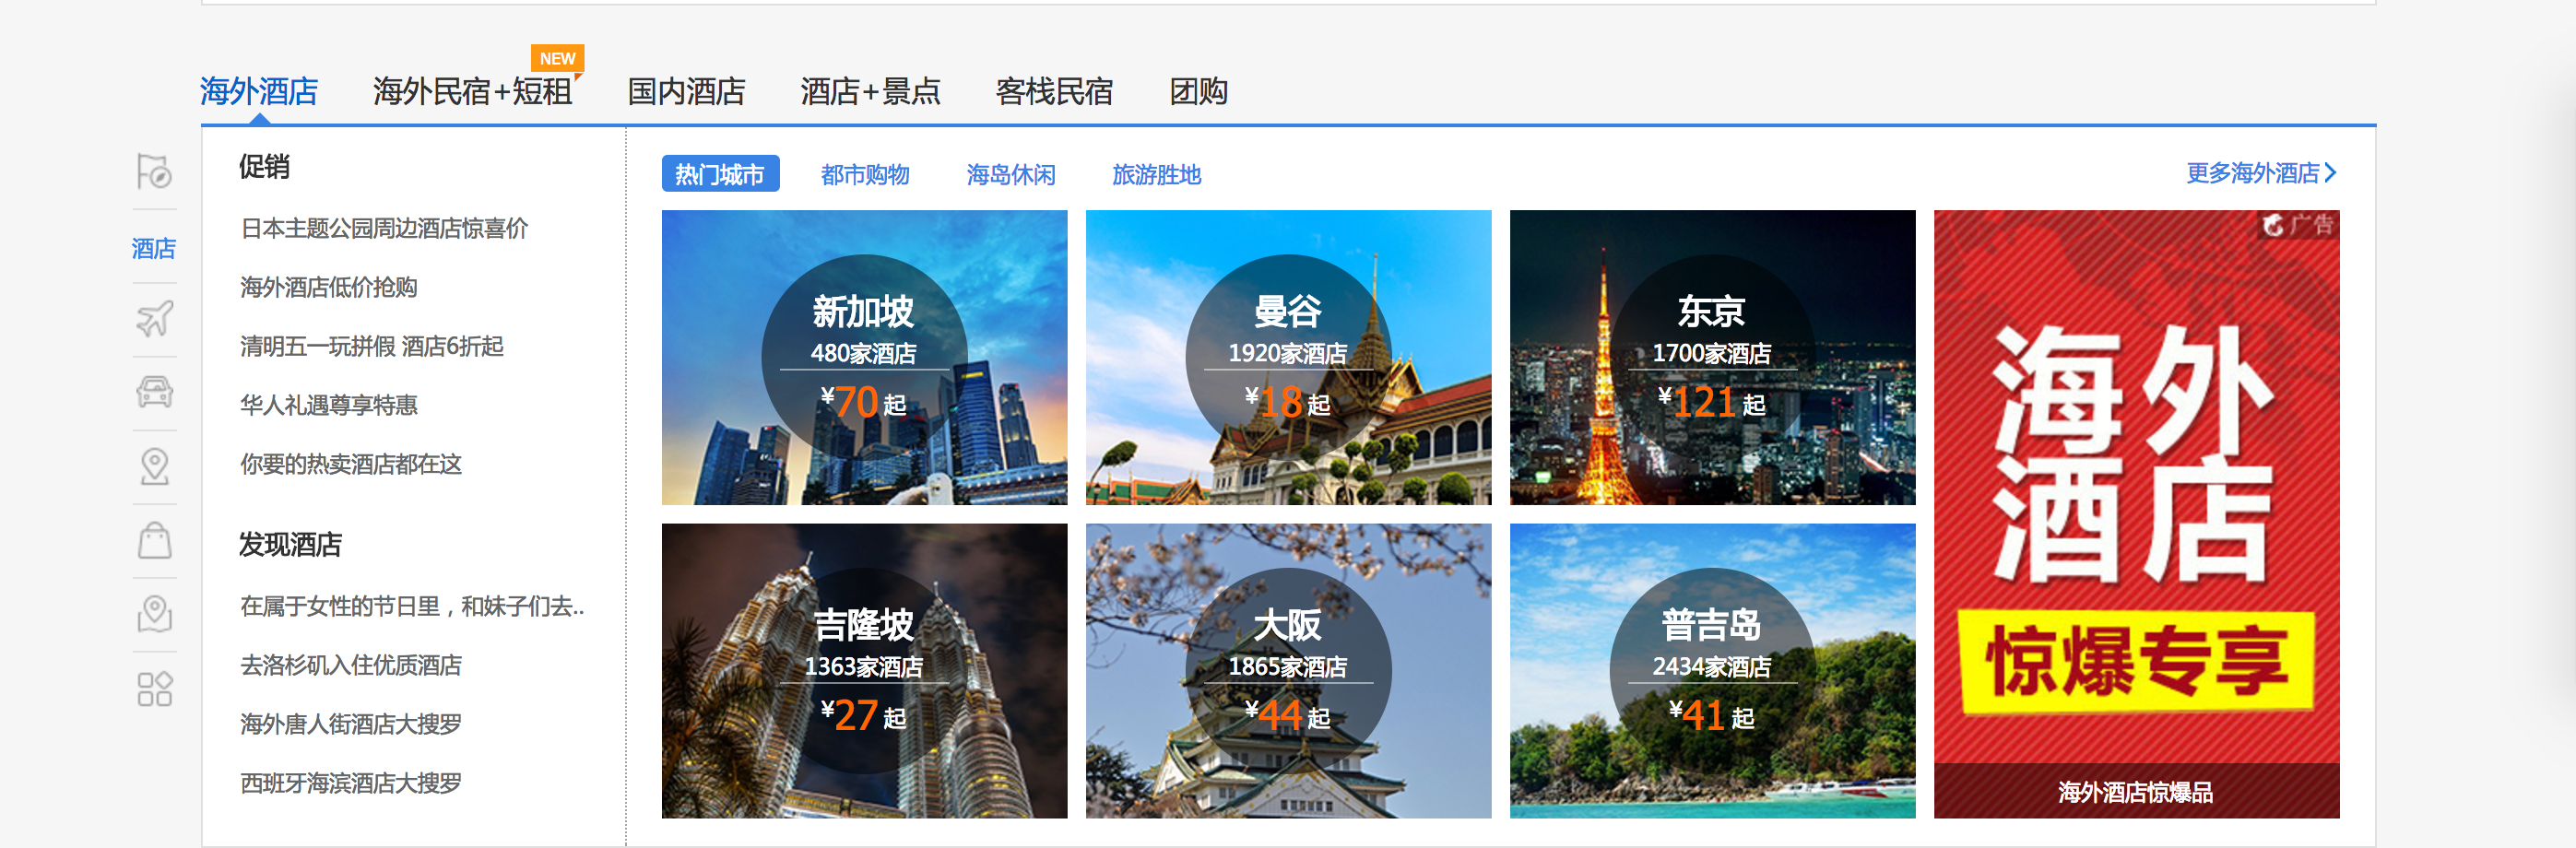 NEW
海外酒店 海外民宿+短租 国内酒店 酒店+景点 客栈民宿 团购
酒店
促销
日本主题公园周边酒店惊喜价
海外酒店低价抢购
清明五一玩拼假 酒店6折起
华人礼遇尊享特惠
你要的热卖酒店都在这
发现酒店
在属于女性的节日里，和妹子们去..
去洛杉矶入住优质酒店
海外唐人街酒店大搜罗
西班牙海滨酒店大搜罗
热门城市 都市购物 海岛休闲 旅游胜地 更多海外酒店
新加坡
480家酒店
¥70起
曼谷
1920家酒店
¥18起
东京
1700家酒店
¥121起
吉隆坡
1363家酒店
¥27起
大阪
1865家酒店
¥44起
普吉岛
2434家酒店
¥41起
广告
海外
酒店
惊爆专享
海外酒店惊爆品